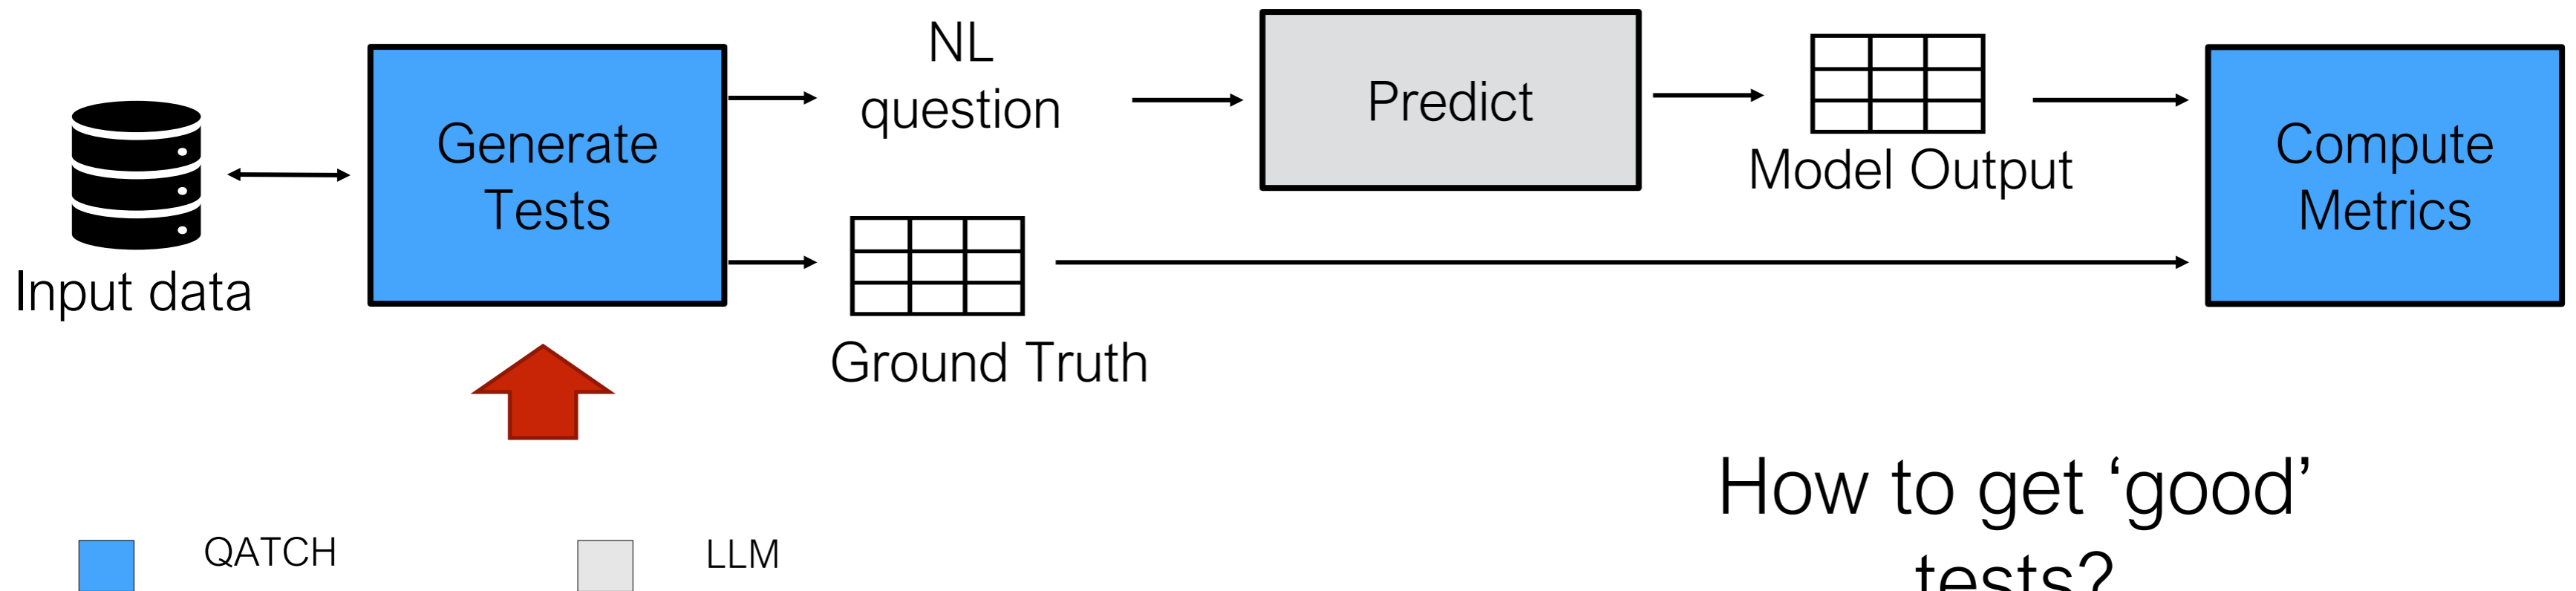 NL
question
Predict
Generate
Tests
Model Output
Compute
Metrics
Input data
Ground Truth
How to get ‘good’
tests?
QATCH
LLM